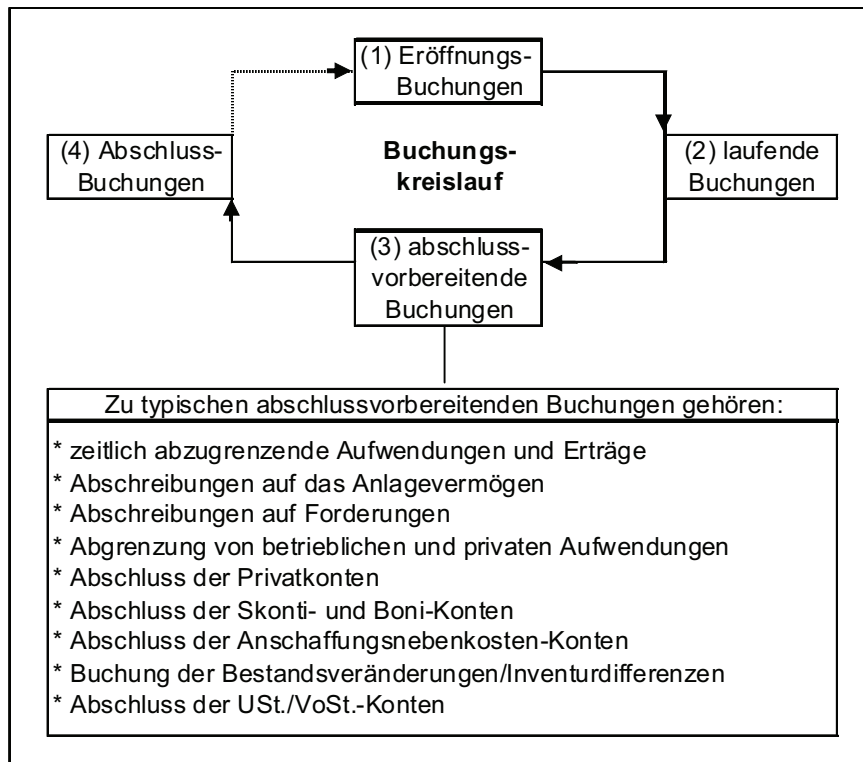 (1) Eröffnungs-
Buchungen
(4) Abschluss-
Buchungen
Buchungs-
kreislauf
(2) laufende
Buchungen
(3) abschluss-
vorbereitende
Buchungen
Zu typischen abschlussvorbereitenden Buchungen gehören:
* zeitlich abzugrenzende Aufwendungen und Erträge
* Abschreibungen auf das Anlagevermögen
* Abschreibungen auf Forderungen
* Abgrenzung von betrieblichen und privaten Aufwendungen
* Abschluss der Privatkonten
* Abschluss der Skonti- und Boni-Konten
* Abschluss der Anschaffungsnebenkosten-Konten
* Buchung der Bestandsveränderungen/Inventurdifferenzen
* Abschluss der USt./VoSt.-Konten